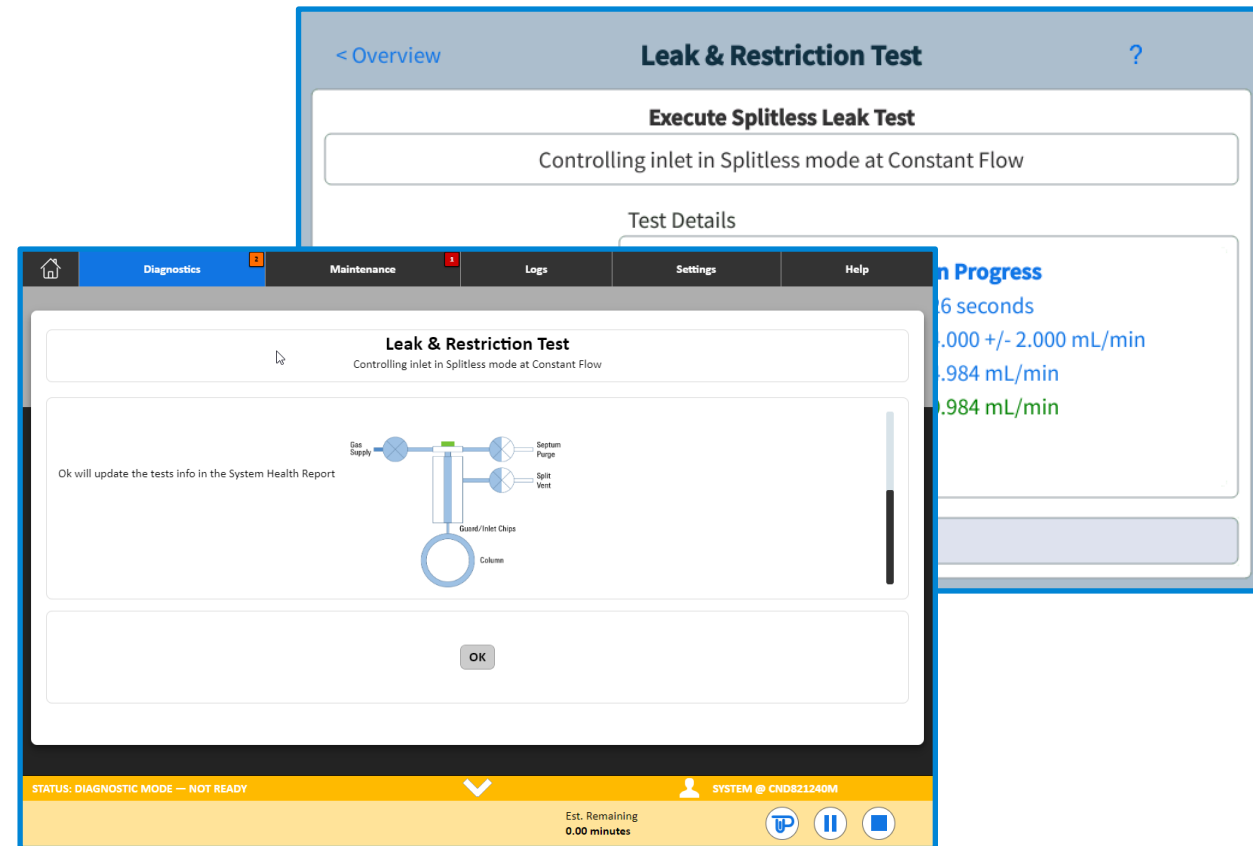 < Overview
Leak & Restriction Test
?
Execute Splitless Leak Test
Controlling inlet in Splitless mode at Constant Flow
Test Details
Progress
seconds
+/- 2.000 mL/min
mL/min
mL/min
Diagnostics
2
Maintenance
1
Logs
Settings
Help
Leak & Restriction Test
Controlling inlet in Splitless mode at Constant Flow
Ok will update the tests info in the System Health Report
Gas
Supply
Septum
Purge
Split
Vent
Guard/Inlet Chips
Column
OK
STATUS: DIAGNOSTIC MODE — NOT READY
SYSTEM @ CND821240M
Est. Remaining
0.00 minutes